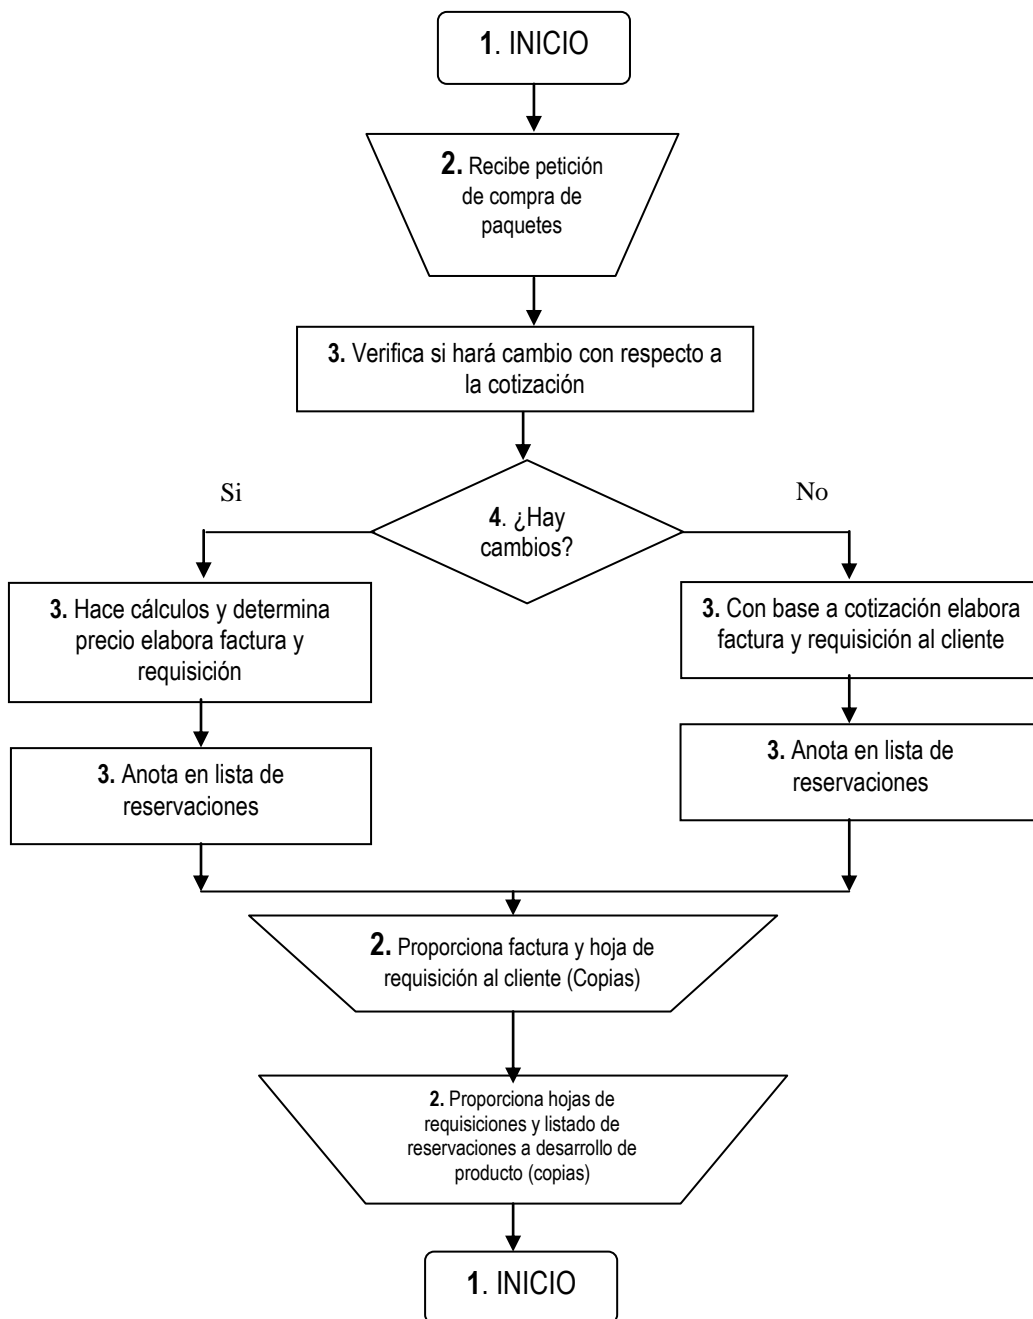 1. INICIO
2. Recibe petición
de compra de
paquetes
3. Verifica si hará cambio con respecto a
la cotización
Si
No
4. ¿Hay
cambios?
3. Hace cálculos y determina
precio elabora factura y
requisición
3. Con base a cotización elabora
factura y requisición al cliente
3. Anota en lista de
reservaciones
3. Anota en lista de
reservaciones
2. Proporciona factura y hoja de
requisición al cliente (Copias)
2. Proporciona hojas de
requisiciones y listado de
reservaciones a desarrollo de
producto (copias)
1. INICIO